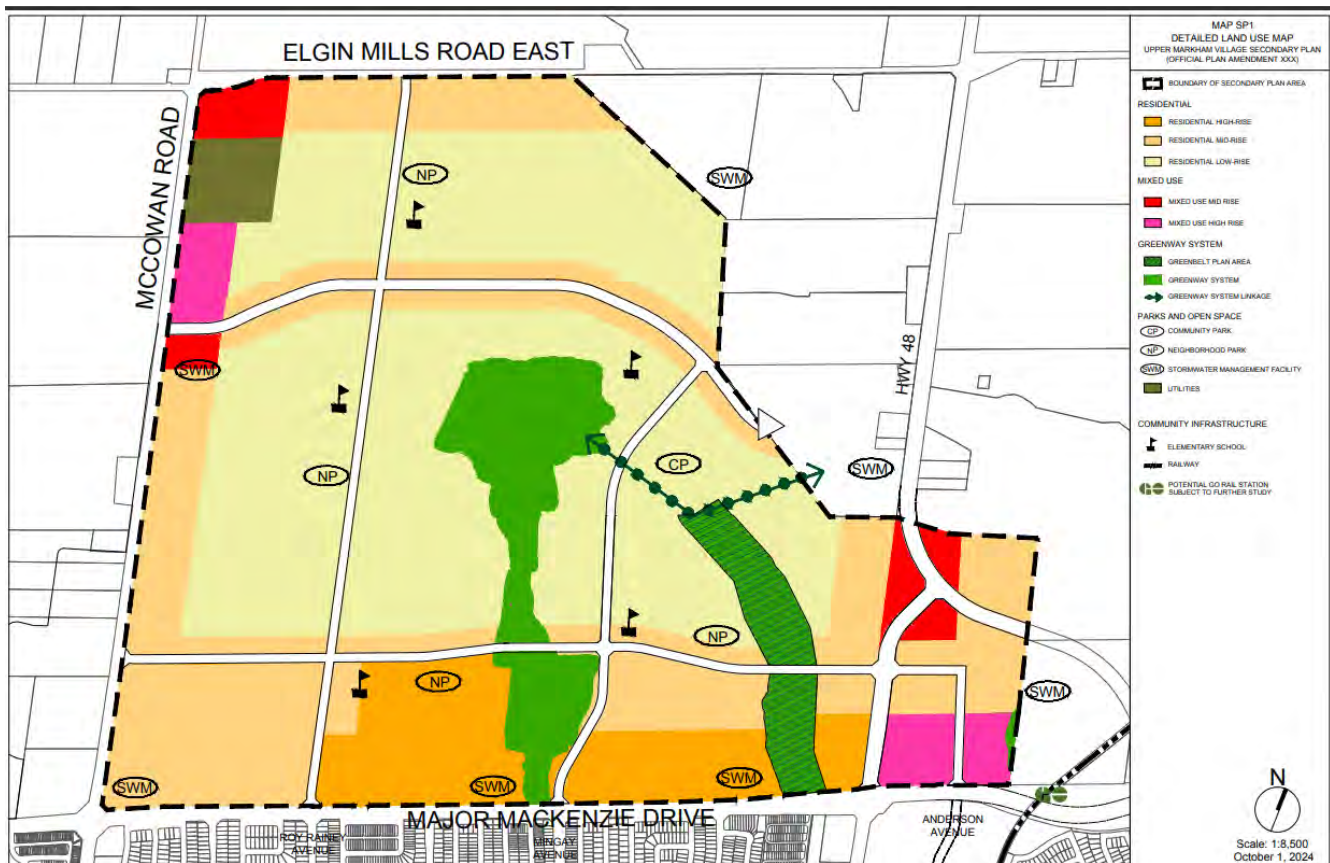 ELGIN MILLS ROAD EAST
MCCOWAN ROAD
NP
SWM
HWY 48
SWM
NP
CP
SWM
NP
NP
SWM
SWM
SWM
SWM
MAJOR MACKENZIE DRIVE
ROY RAINEY
AVENUE
MINGAY
AVENUE
ANDERSON
AVENUE
MAP SP1
DETAILED LAND USE MAP
UPPER MARKHAM VILLAGE SECONDARY PLAN
(OFFICIAL PLAN AMENDMENT XXX)
BOUNDARY OF SECONDARY PLAN AREA
RESIDENTIAL
RESIDENTIAL HIGH-RISE
RESIDENTIAL MID-RISE
RESIDENTIAL LOW-RISE
MIXED USE
MIXED USE MID RISE
MIXED USE HIGH RISE
GREENWAY SYSTEM
GREENBELT PLAN AREA
GREENWAY SYSTEM
GREENWAY SYSTEM LINKAGE
PARKS AND OPEN SPACE
CP COMMUNITY PARK
NP NEIGHBORHOOD PARK
SWM STORMWATER MANAGEMENT FACILITY
UTILITIES
COMMUNITY INFRASTRUCTURE
ELEMENTARY SCHOOL
RAILWAY
POTENTIAL GO RAIL STATION
SUBJECT TO FURTHER STUDY
N
Scale: 1:8,500
October 1, 2024